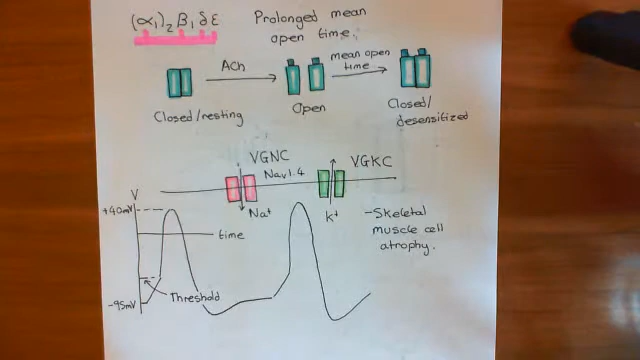 (α₁)₂ β₁ δ ε
Prolonged mean
open time.
ACh
mean open
time
Closed/resting
Open
Closed/
desensitized
VGNC
VGKC
Nav1.4
Na⁺
K⁺
V
+40mV
time
Threshold
-95mV
-Skeletal
muscle cell
atrophy.